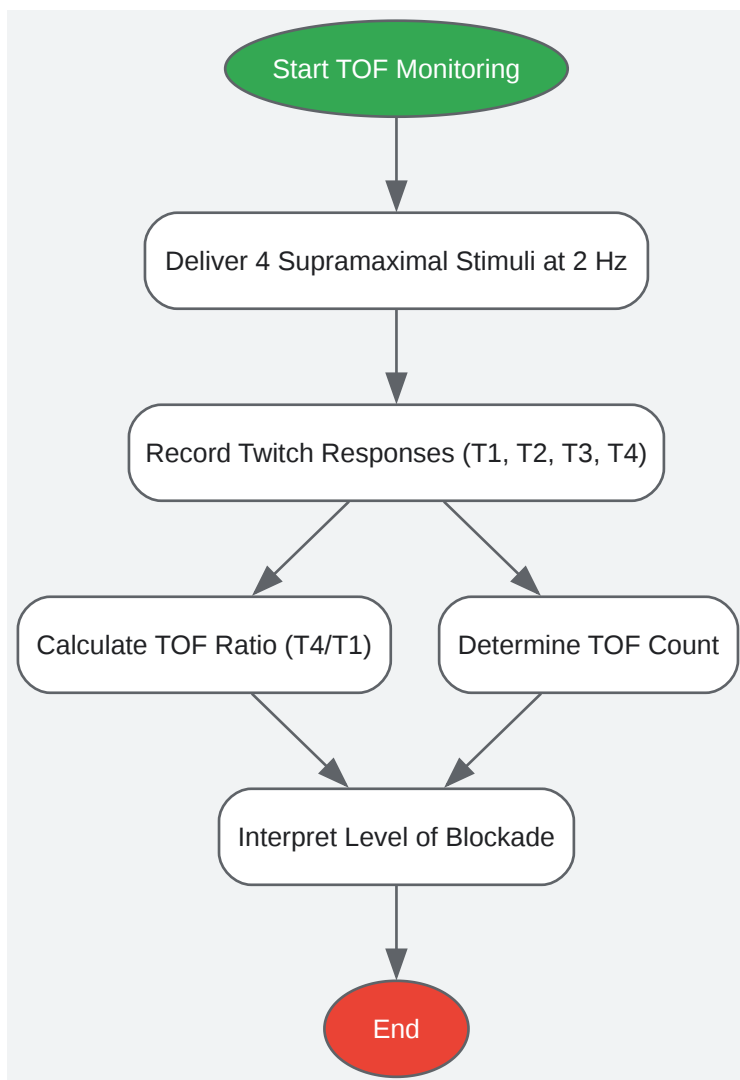 Start TOF Monitoring
Deliver 4 Supramaximal Stimuli at 2 Hz
Record Twitch Responses (T1, T2, T3, T4)
Calculate TOF Ratio (T4/T1)
Determine TOF Count
Interpret Level of Blockade
End